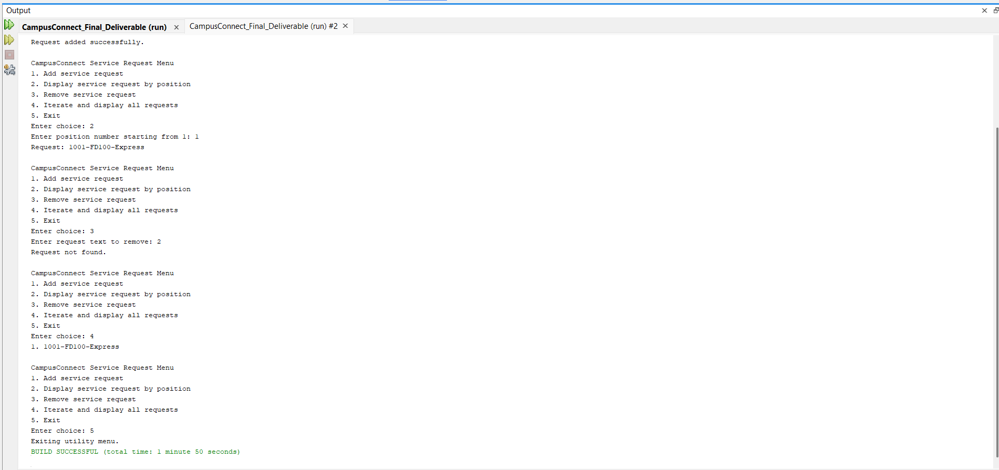 Output
CampusConnect_Final_Deliverable (run)
CampusConnect_Final_Deliverable (run) #2
Request added successfully.
CampusConnect Service Request Menu
1. Add service request
2. Display service request by position
3. Remove service request
4. Iterate and display all requests
5. Exit
Enter choice: 2
Enter position number starting from 1: 1
Request: 1001-FD100-Express
CampusConnect Service Request Menu
1. Add service request
2. Display service request by position
3. Remove service request
4. Iterate and display all requests
5. Exit
Enter choice: 3
Enter request text to remove: 2
Request not found.
CampusConnect Service Request Menu
1. Add service request
2. Display service request by position
3. Remove service request
4. Iterate and display all requests
5. Exit
Enter choice: 4
1. 1001-FD100-Express
CampusConnect Service Request Menu
1. Add service request
2. Display service request by position
3. Remove service request
4. Iterate and display all requests
5. Exit
Enter choice: 5
Exiting utility menu.
BUILD SUCCESSFUL (total time: 1 minute 50 seconds)